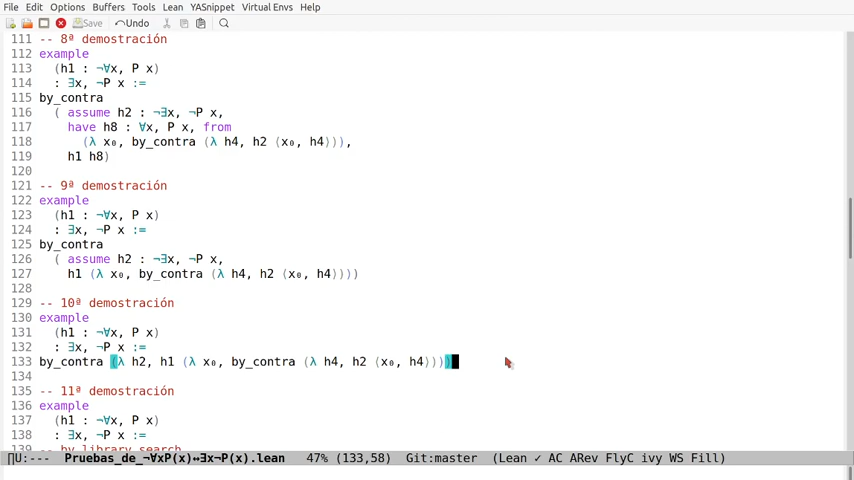 File Edit Options Buffers Tools Lean YASnippet Virtual Envs Help
Save Undo
111 -- 8ª demostración
112 example
113   (h1 : ¬∀x, P x)
114   : ∃x, ¬P x :=
115 by_contra
116   ( assume h2 : ¬∃x, ¬P x,
117     have h8 : ∀x, P x, from
118       (λ x₀, by_contra (λ h4, h2 ⟨x₀, h4⟩)),
119     h1 h8)
120
121 -- 9ª demostración
122 example
123   (h1 : ¬∀x, P x)
124   : ∃x, ¬P x :=
125 by_contra
126   ( assume h2 : ¬∃x, ¬P x,
127     h1 (λ x₀, by_contra (λ h4, h2 ⟨x₀, h4⟩)))
128
129 -- 10ª demostración
130 example
131   (h1 : ¬∀x, P x)
132   : ∃x, ¬P x :=
133 by_contra (λ h2, h1 (λ x₀, by_contra (λ h4, h2 ⟨x₀, h4⟩)))
134
135 -- 11ª demostración
136 example
137   (h1 : ¬∀x, P x)
138   : ∃x, ¬P x :=
139 -- by library_search
U:--- Pruebas_de_¬∀xP(x)↔∃x¬P(x).lean 47% (133,58) Git:master (Lean ✓ AC ARev FlyC ivy WS Fill)